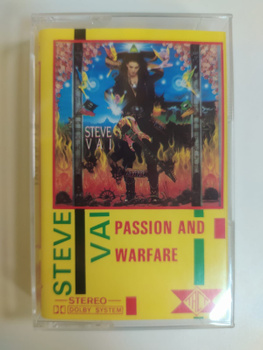 STEVE
VAI
STEVE
VAI
PASSION AND
WARFARE
STEREO
DOLBY SYSTEM